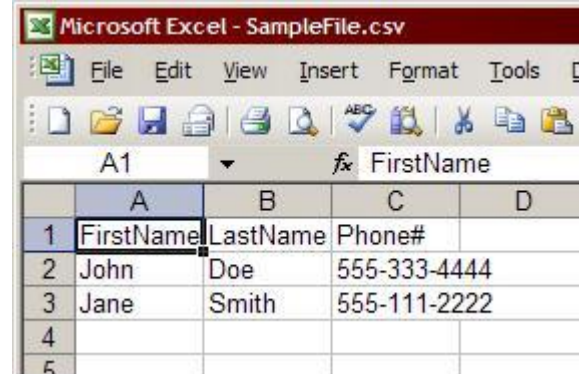 Microsoft Excel - SampleFile.csv
File Edit View Insert Format Tools D
ABC
A1 fx FirstName
A B C D
1 FirstName LastName Phone#
2 John Doe 555-333-4444
3 Jane Smith 555-111-2222
4
5